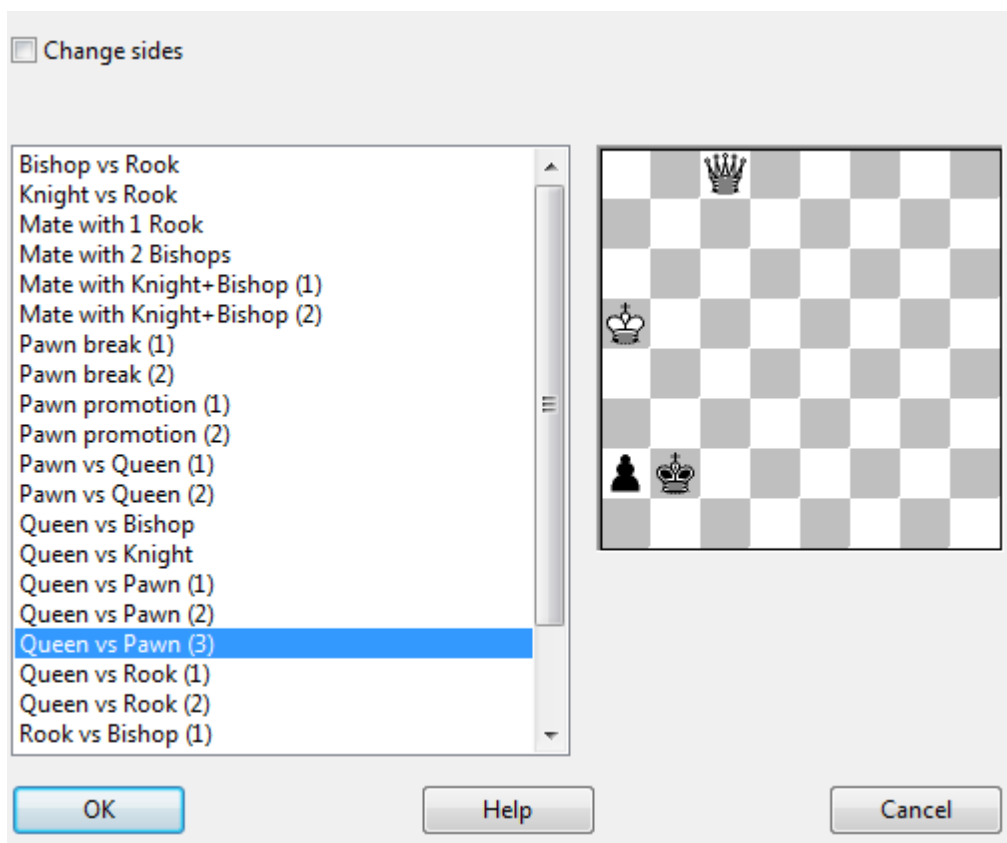 Change sides
Bishop vs Rook
Knight vs Rook
Mate with 1 Rook
Mate with 2 Bishops
Mate with Knight+Bishop (1)
Mate with Knight+Bishop (2)
Pawn break (1)
Pawn break (2)
Pawn promotion (1)
Pawn promotion (2)
Pawn vs Queen (1)
Pawn vs Queen (2)
Queen vs Bishop
Queen vs Knight
Queen vs Pawn (1)
Queen vs Pawn (2)
Queen vs Pawn (3)
Queen vs Rook (1)
Queen vs Rook (2)
Rook vs Bishop (1)
OK Help Cancel